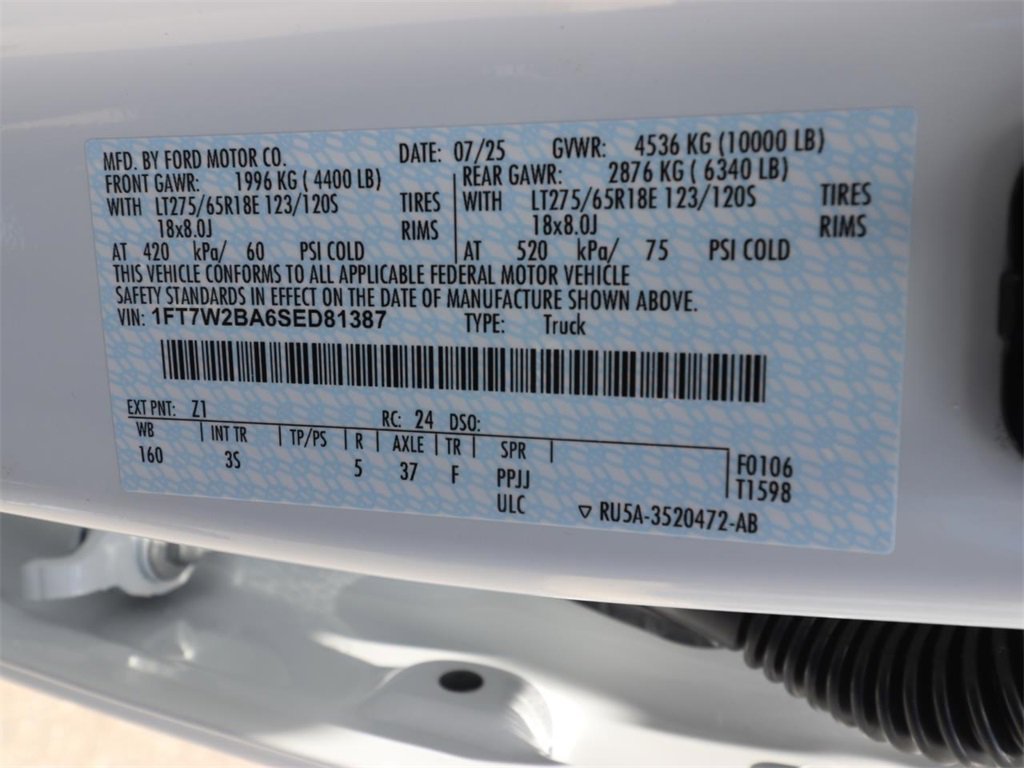 MFD. BY FORD MOTOR CO. DATE: 07/25 GVWR: 4536 KG (10000 LB)
FRONT GAWR: 1996 KG (4400 LB) REAR GAWR: 2876 KG (6340 LB)
WITH LT275/65R18E 123/120S TIRES WITH LT275/65R18E 123/120S TIRES
18x8.0J RIMS 18x8.0J RIMS
AT 420 kPa/ 60 PSI COLD AT 520 kPa/ 75 PSI COLD
THIS VEHICLE CONFORMS TO ALL APPLICABLE FEDERAL MOTOR VEHICLE
SAFETY STANDARDS IN EFFECT ON THE DATE OF MANUFACTURE SHOWN ABOVE.
VIN: 1FT7W2BA6SED81387 TYPE: Truck
EXT PNT: Z1 RC: 24 DSO:
WB INT TR TP/PS R AXLE TR SPR
160 3S 5 37 F PPJJ F0106
ULC T1598
▽ RU5A-3520472-AB